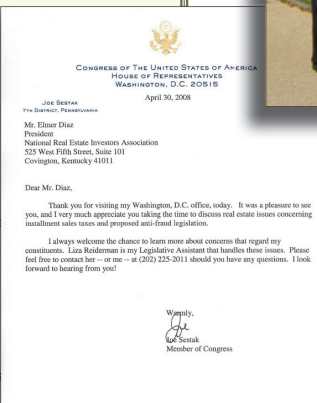 CONGRESS OF THE UNITED STATES OF AMERICA
HOUSE OF REPRESENTATIVES
WASHINGTON, D.C. 20515
JOE SESTAK
7TH DISTRICT, PENNSYLVANIA
April 30, 2008
Mr. Elmer Diaz
President
National Real Estate Investors Association
525 West Fifth Street, Suite 101
Covington, Kentucky 41011
Dear Mr. Diaz,
Thank you for visiting my Washington, D.C. office, today. It was a pleasure to see
you, and I very much appreciate you taking the time to discuss real estate issues concerning
installment sales taxes and proposed anti-fraud legislation.
I always welcome the chance to learn more about concerns that regard my
constituents. Liza Reiderman is my Legislative Assistant that handles these issues. Please
feel free to contact her -- or me -- at (202) 225-2011 should you have any questions. I look
forward to hearing from you!
Warmly,
Joe
Joe Sestak
Member of Congress